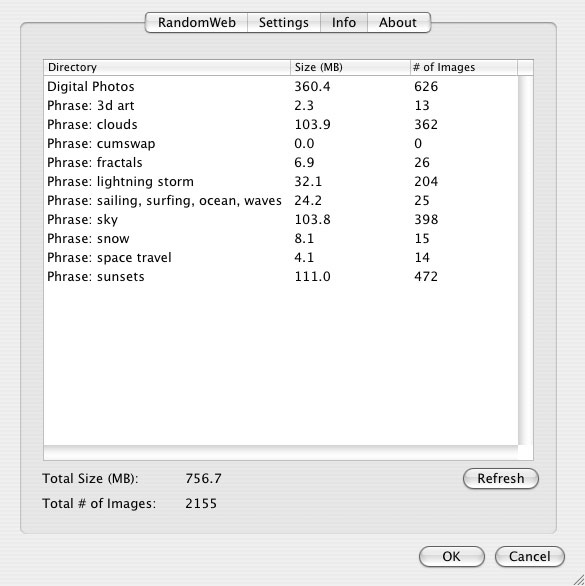 RandomWeb Settings Info About
Directory Size (MB) # of Images
Digital Photos 360.4 626
Phrase: 3d art 2.3 13
Phrase: clouds 103.9 362
Phrase: cumswap 0.0 0
Phrase: fractals 6.9 26
Phrase: lightning storm 32.1 204
Phrase: sailing, surfing, ocean, waves 24.2 25
Phrase: sky 103.8 398
Phrase: snow 8.1 15
Phrase: space travel 4.1 14
Phrase: sunsets 111.0 472
Total Size (MB): 756.7 Refresh
Total # of Images: 2155
OK Cancel